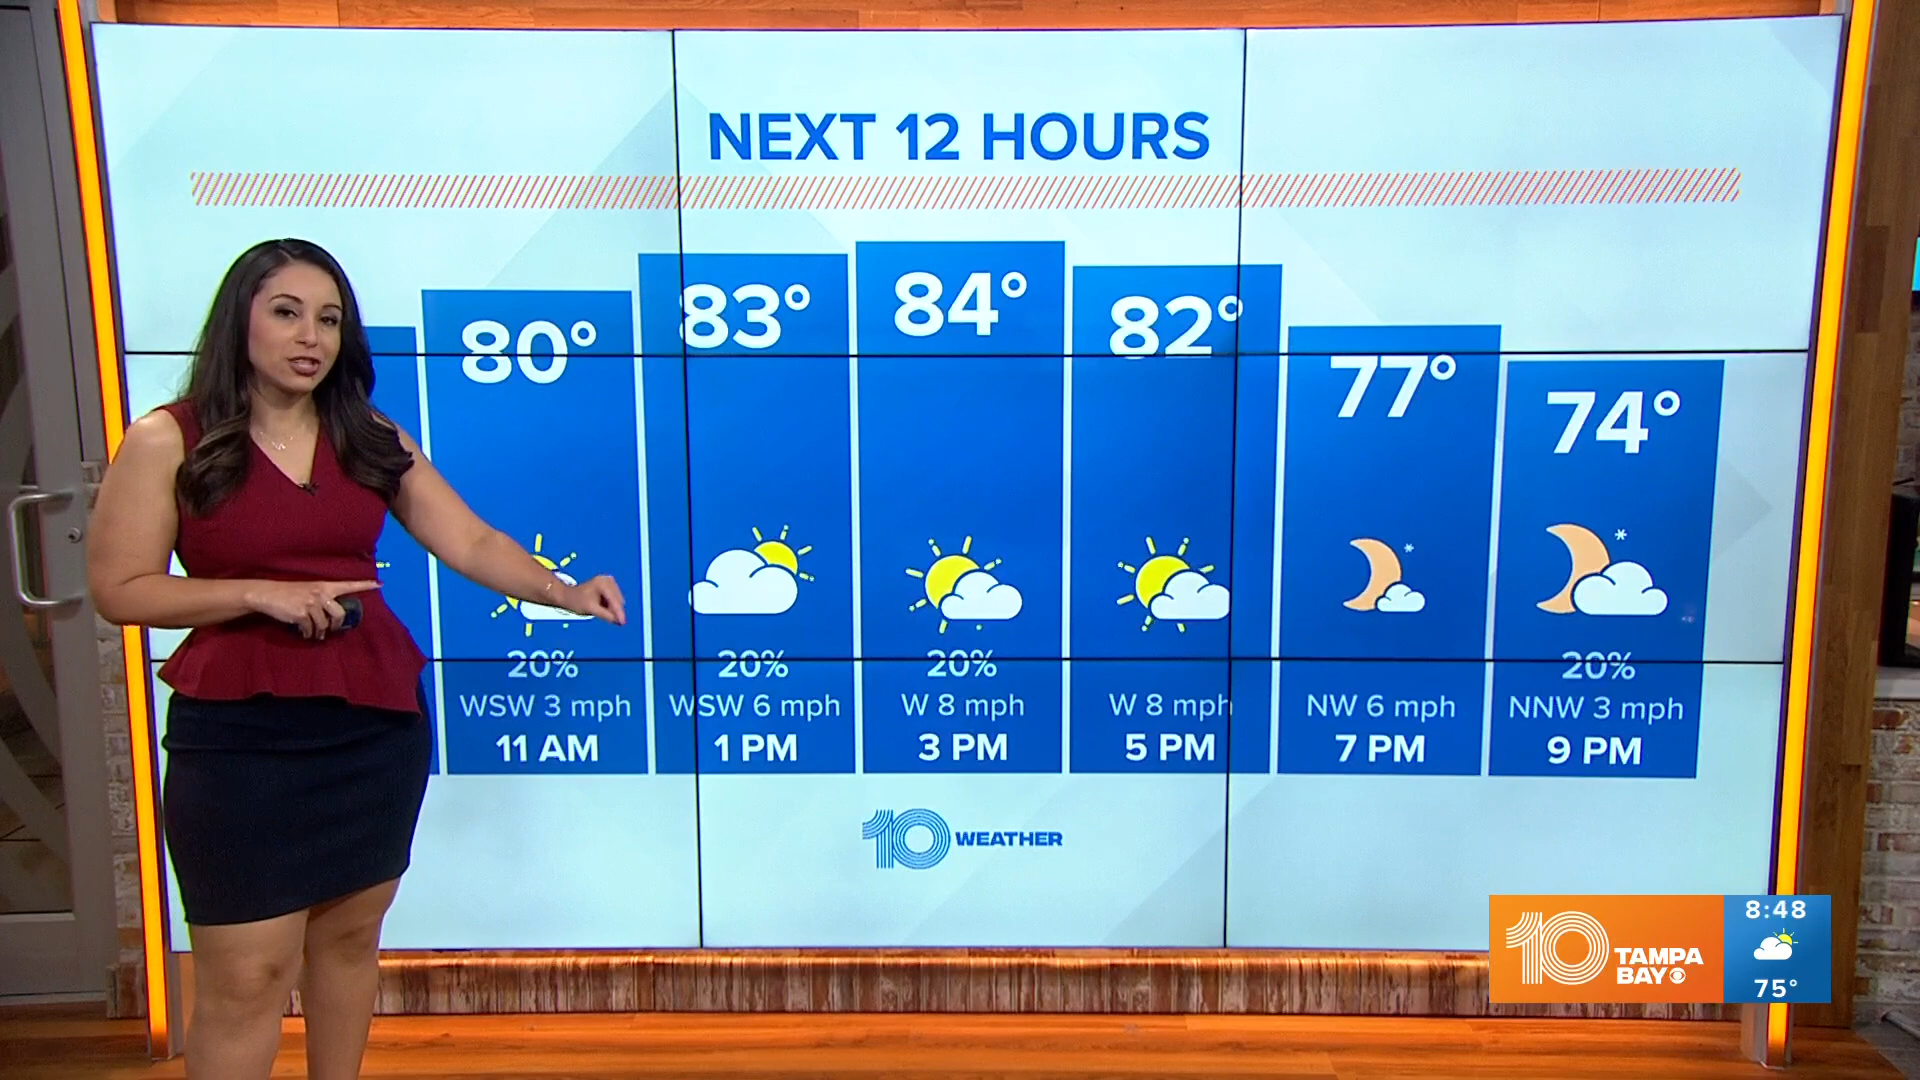 NEXT 12 HOURS
80° 83° 84° 82° 77° 74°
20% 20% 20% 20%
WSW 3 mph WSW 6 mph W 8 mph W 8 mph NW 6 mph NNW 3 mph
11 AM 1 PM 3 PM 5 PM 7 PM 9 PM
10 WEATHER
10 TAMPA BAY
8:48
75°